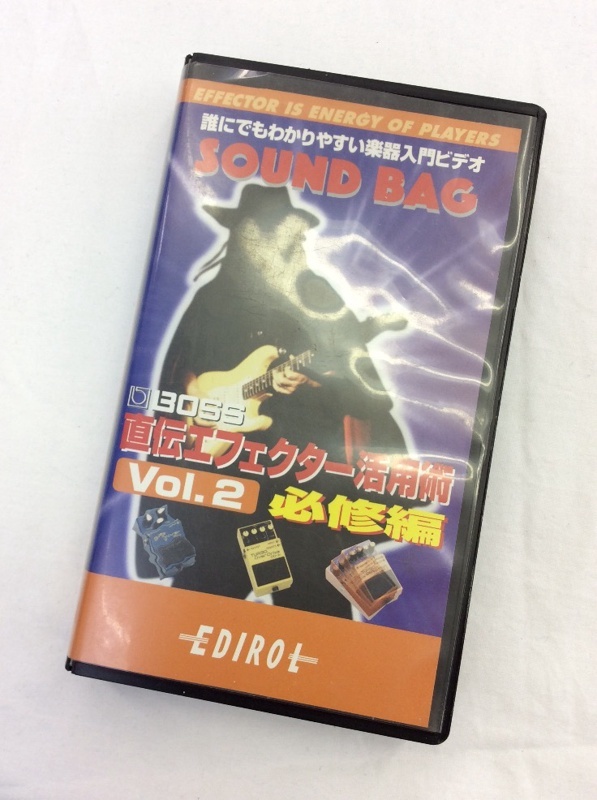 EFFECTOR IS ENERGY OF PLAYERS
誰にでもわかりやすい楽器入門ビデオ
SOUND BAG
BOSS
直伝エフェクター活用術
Vol.2
必修編
EDIROL